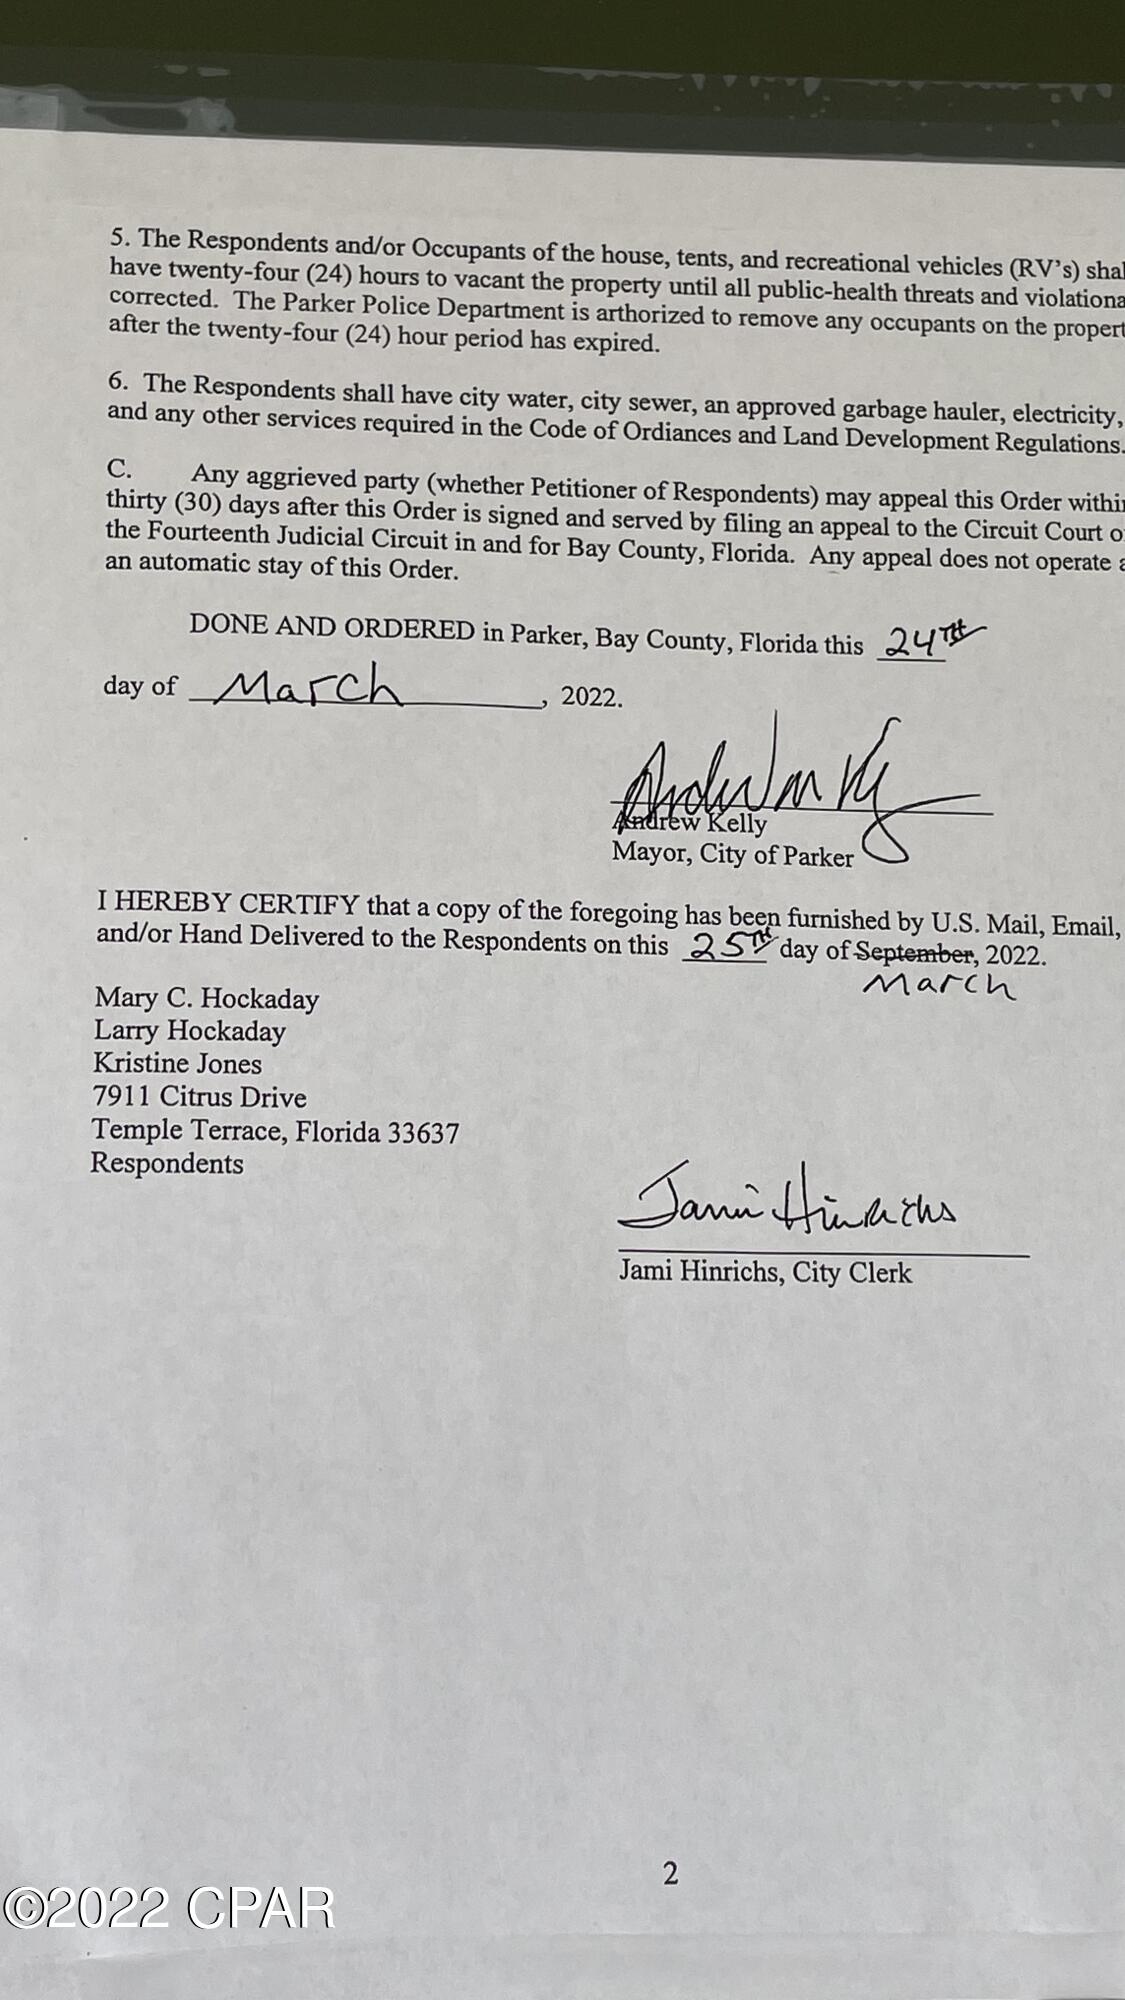 5. The Respondents and/or Occupants of the house, tents, and recreational vehicles (RV's) shal
have twenty-four (24) hours to vacant the property until all public-health threats and violationa
corrected. The Parker Police Department is arthorized to remove any occupants on the propert
after the twenty-four (24) hour period has expired.
6. The Respondents shall have city water, city sewer, an approved garbage hauler, electricity,
and any other services required in the Code of Ordiances and Land Development Regulations.
C. Any aggrieved party (whether Petitioner of Respondents) may appeal this Order within
thirty (30) days after this Order is signed and served by filing an appeal to the Circuit Court o
the Fourteenth Judicial Circuit in and for Bay County, Florida. Any appeal does not operate a
an automatic stay of this Order.
DONE AND ORDERED in Parker, Bay County, Florida this 24TH
day of March, 2022.
Andrew Kelly
Andrew Kelly
Mayor, City of Parker
I HEREBY CERTIFY that a copy of the foregoing has been furnished by U.S. Mail, Email,
and/or Hand Delivered to the Respondents on this 25TH day of September, 2022.
March
Mary C. Hockaday
Larry Hockaday
Kristine Jones
7911 Citrus Drive
Temple Terrace, Florida 33637
Respondents
Jami Hinrichs
Jami Hinrichs, City Clerk
2
©2022 CPAR